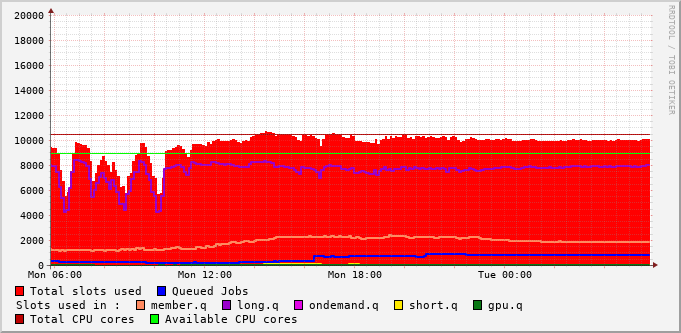 20000
18000
16000
14000
12000
10000
8000
6000
4000
2000
0
Mon 06:00 Mon 12:00 Mon 18:00 Tue 00:00
Total slots used Queued Jobs
Slots used in : member.q long.q ondemand.q short.q gpu.q
Total CPU cores Available CPU cores
RRDTOOL / TOBI OETIKER